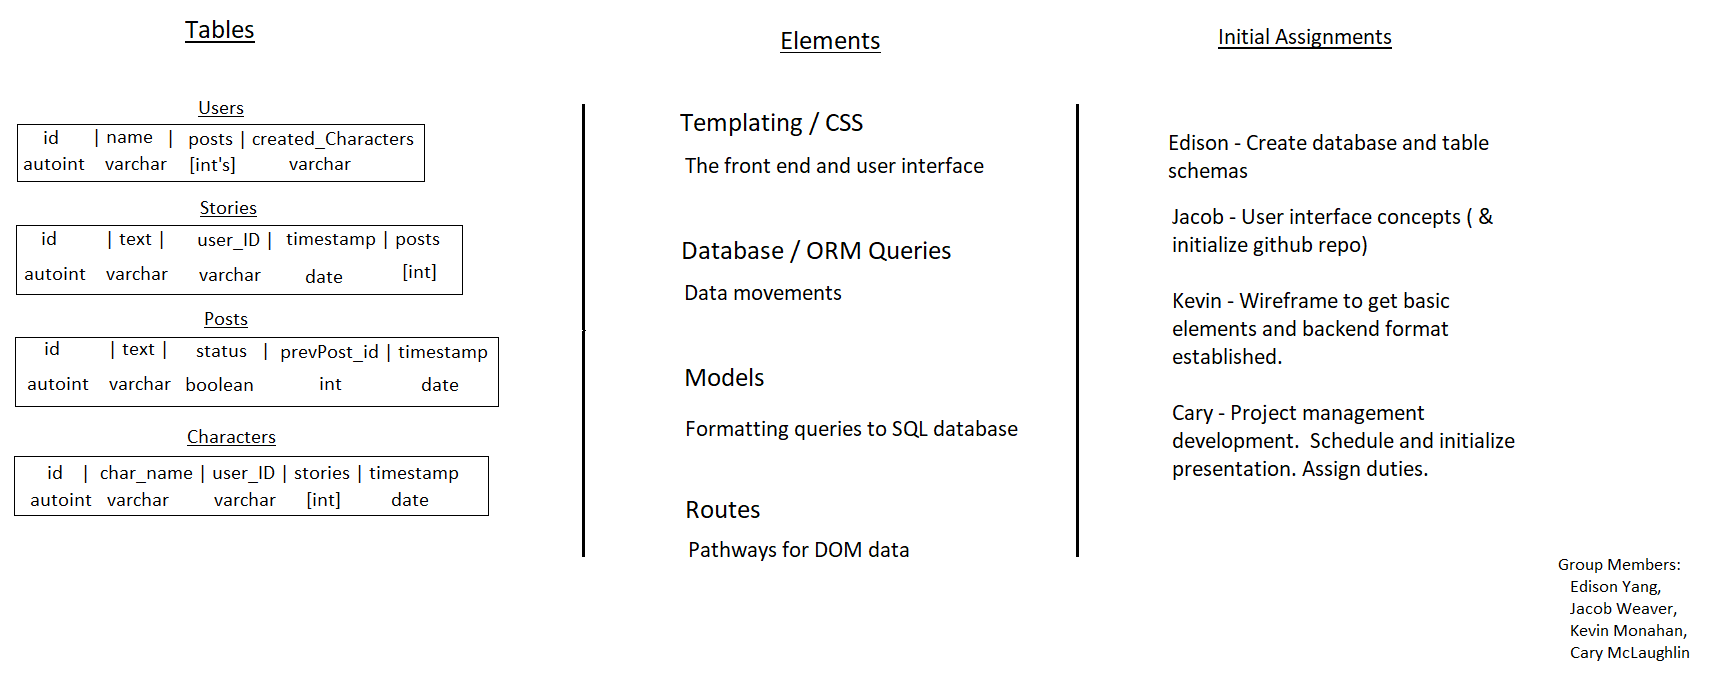 Tables
Users
id | name | posts | created_Characters
autoint varchar [int's] varchar
Stories
id | text | user_ID | timestamp | posts
autoint varchar varchar date [int]
Posts
id | text | status | prevPost_id | timestamp
autoint varchar boolean int date
Characters
id | char_name | user_ID | stories | timestamp
autoint varchar varchar [int] date
Elements
Templating / CSS
The front end and user interface
Database / ORM Queries
Data movements
Models
Formatting queries to SQL database
Routes
Pathways for DOM data
Initial Assignments
Edison - Create database and table
schemas
Jacob - User interface concepts ( &
initialize github repo)
Kevin - Wireframe to get basic
elements and backend format
established.
Cary - Project management
development.  Schedule and initialize
presentation. Assign duties.
Group Members:
Edison Yang,
Jacob Weaver,
Kevin Monahan,
Cary McLaughlin